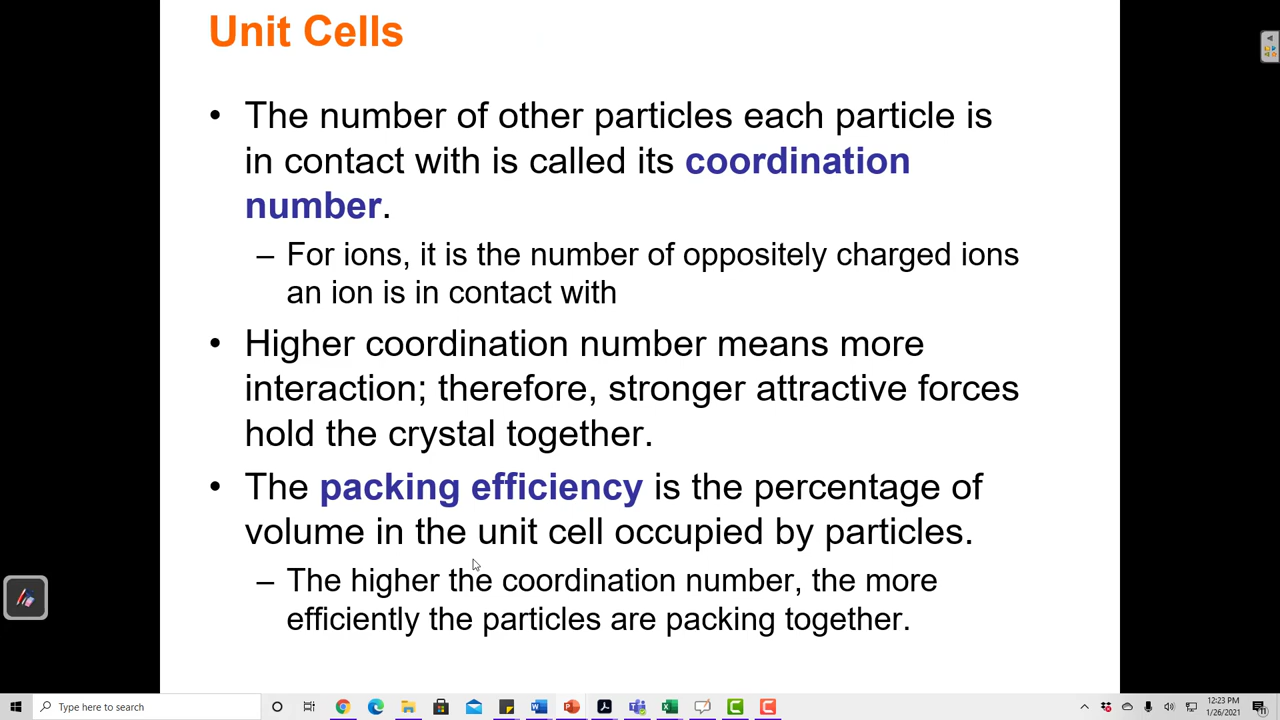 Unit Cells
• The number of other particles each particle is
in contact with is called its coordination
number.
– For ions, it is the number of oppositely charged ions
an ion is in contact with
• Higher coordination number means more
interaction; therefore, stronger attractive forces
hold the crystal together.
• The packing efficiency is the percentage of
volume in the unit cell occupied by particles.
– The higher the coordination number, the more
efficiently the particles are packing together.
Type here to search
12:23 PM
1/26/2021